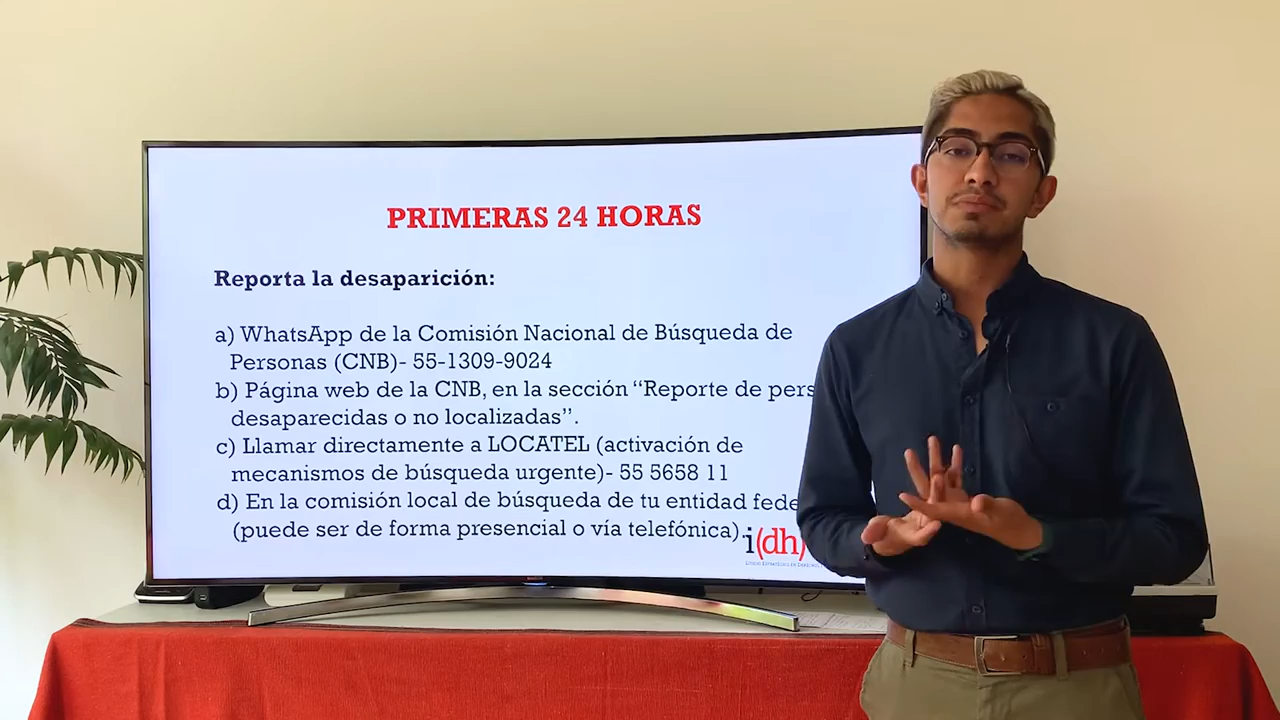 PRIMERAS 24 HORAS
Reporta la desaparición:
a) WhatsApp de la Comisión Nacional de Búsqueda de
Personas (CNB)- 55-1309-9024
b) Página web de la CNB, en la sección “Reporte de pers
desaparecidas o no localizadas”.
c) Llamar directamente a LOCATEL (activación de
mecanismos de búsqueda urgente)- 55 5658 11
d) En la comisión local de búsqueda de tu entidad fede
(puede ser de forma presencial o vía telefónica).
i(dh)